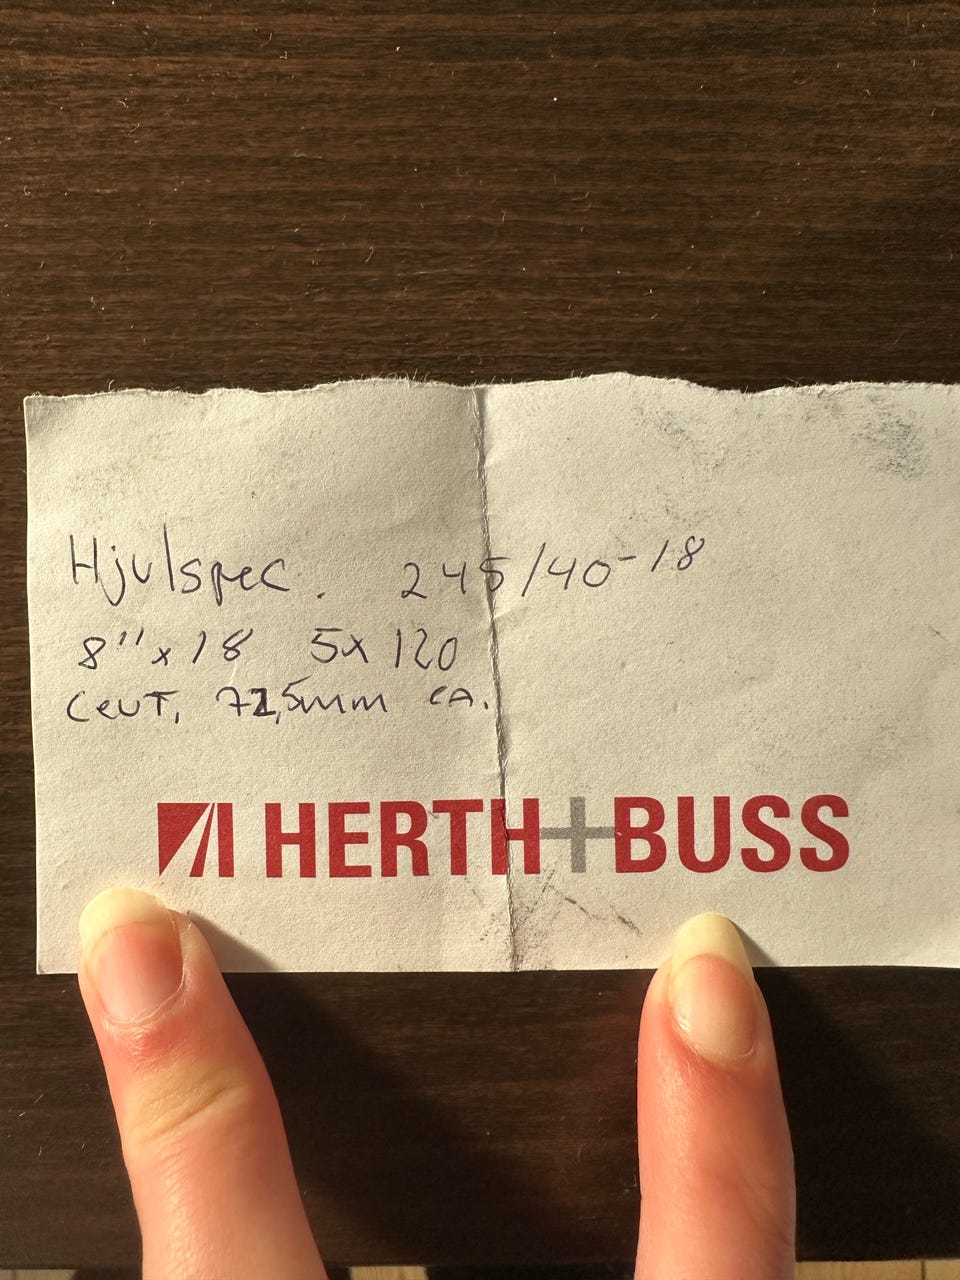 Hjulspec. 245/40-18
8"x18 5x120
CENT. 72,5mm CA.
HERTH+BUSS